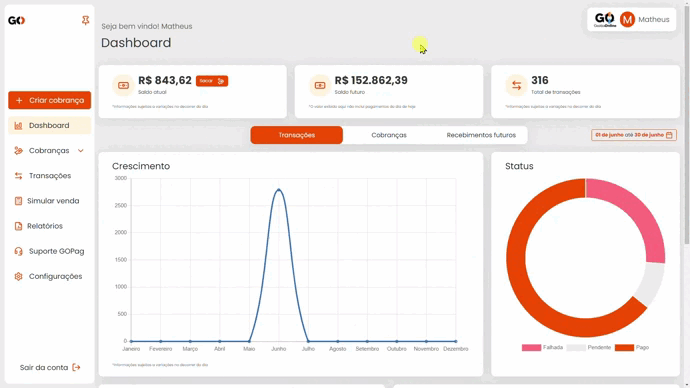 GO
Seja bem vindo! Matheus
Dashboard
GO
GestãoOnline
M
Matheus
Criar cobrança
Dashboard
Cobranças
Transações
Simular venda
Relatórios
Suporte GOPag
Configurações
Sair da conta
R$ 843,62
Sacar
Saldo atual
*Informações sujeitas a variações no decorrer do dia
R$ 152.862,39
Saldo futuro
*O valor exibido aqui não inclui pagamentos do dia de hoje
316
Total de transações
*Informações sujeitas a variações no decorrer do dia
Transações
Cobranças
Recebimentos futuros
01 de junho até 30 de junho
Crescimento
3000
2500
2000
1500
1000
500
0
Janeiro Fevereiro Março Abril Maio Junho Julho Agosto Setembro Outubro Novembro Dezembro
*Informações sujeitas a variações no decorrer do dia
Status
Falhada Pendente Pago